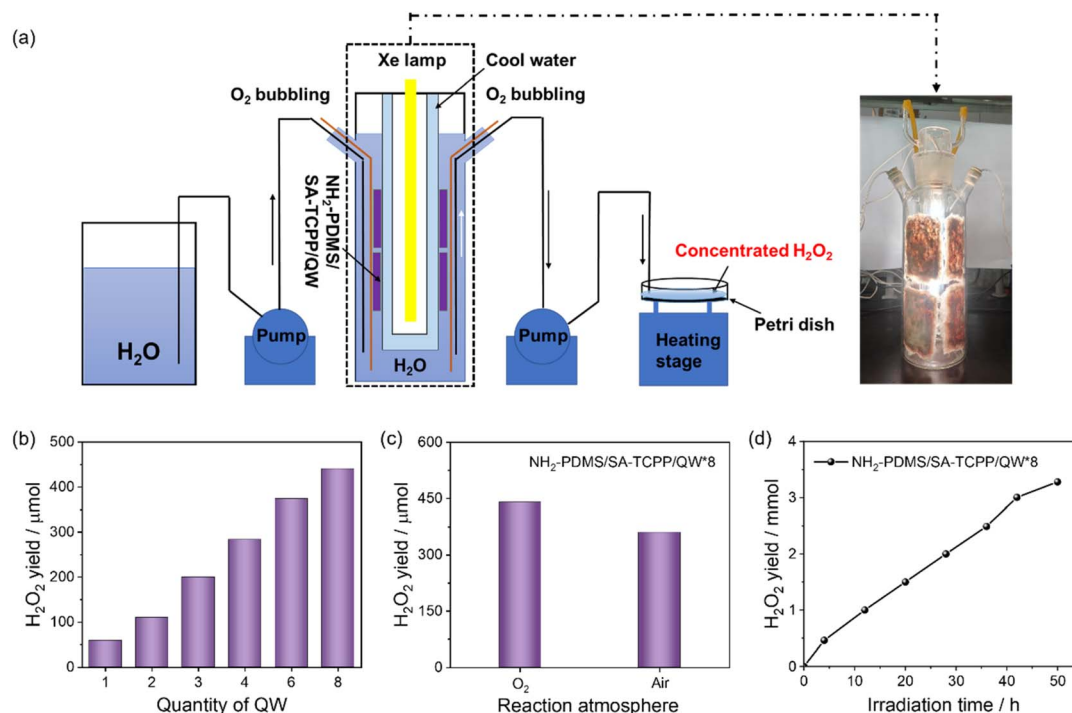 (a)
Xe lamp
Cool water
O₂ bubbling
O₂ bubbling
NH₂-PDMS/
SA-TCPP/QW
Concentrated H₂O₂
Petri dish
H₂O
Pump
H₂O
Pump
Heating
stage
(b)
H₂O₂ yield / μmol
500
400
300
200
100
0
1 2 3 4 6 8
Quantity of QW
(c)
H₂O₂ yield / μmol
600
450
300
150
0
NH₂-PDMS/SA-TCPP/QW*8
O₂ Air
Reaction atmosphere
(d)
H₂O₂ yield / mmol
4
3
2
1
0
NH₂-PDMS/SA-TCPP/QW*8
0 10 20 30 40 50
Irradiation time / h